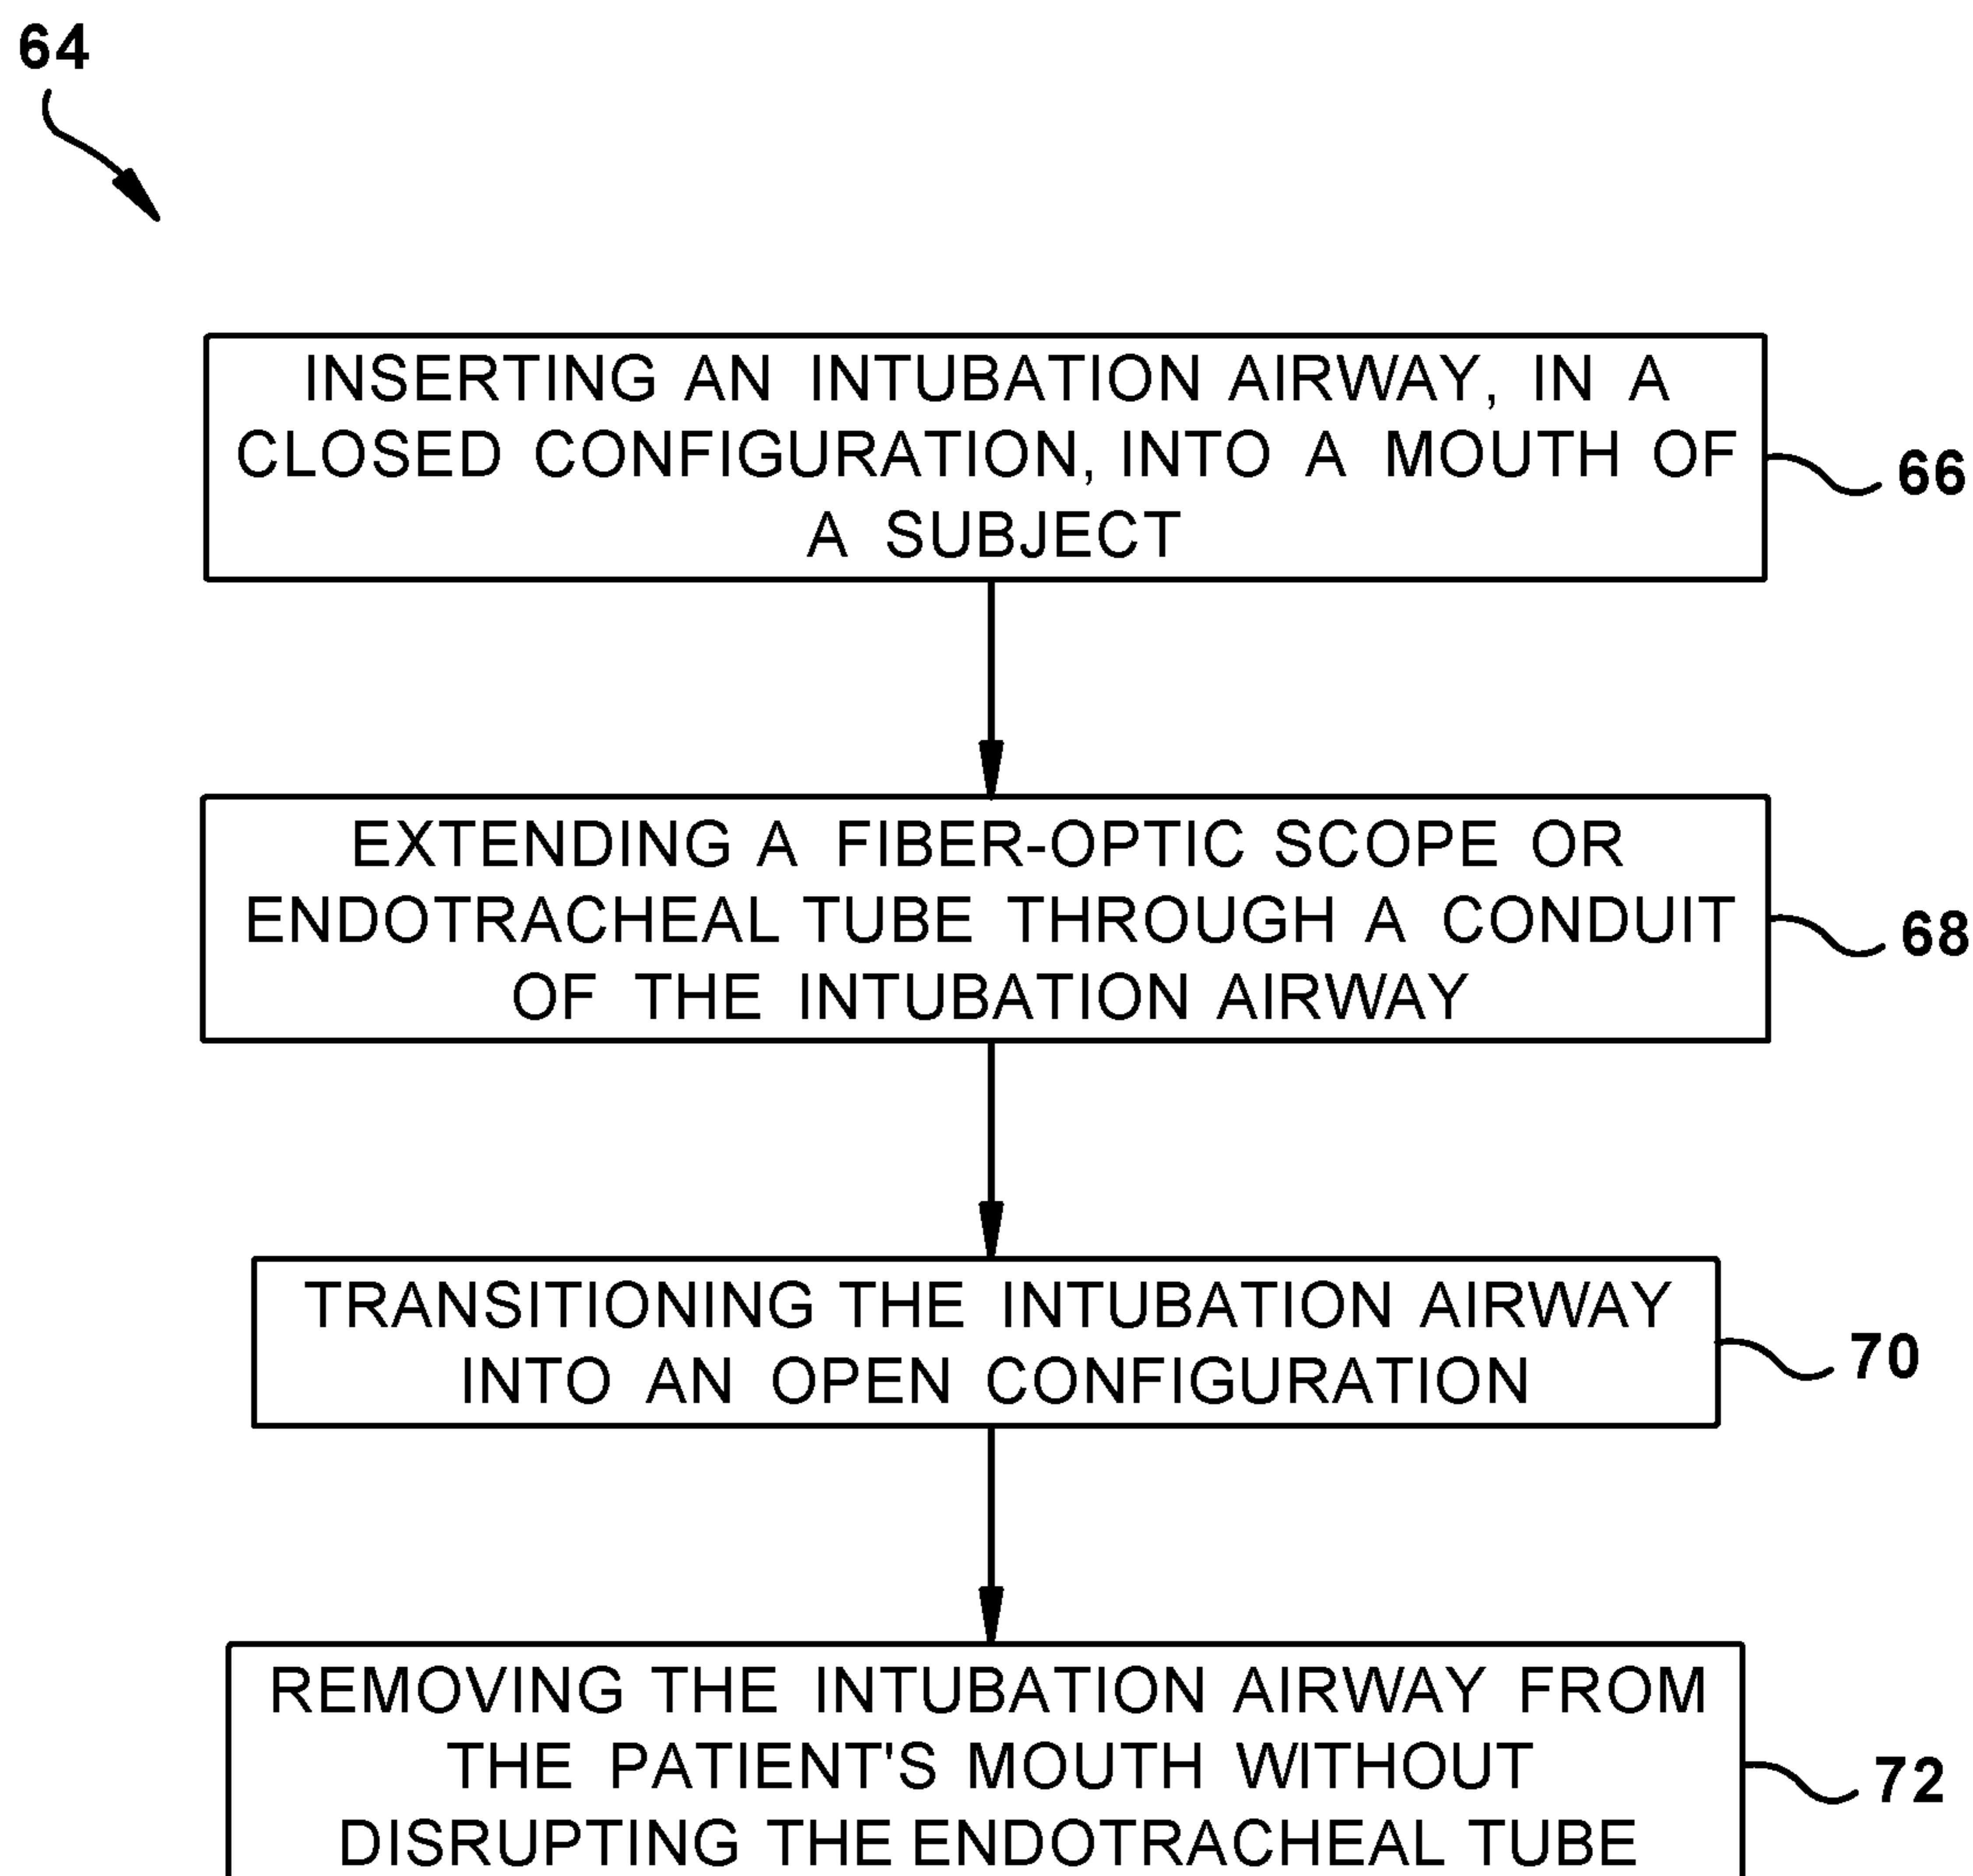 64
INSERTING AN INTUBATION AIRWAY, IN A
CLOSED CONFIGURATION, INTO A MOUTH OF
A SUBJECT
66
EXTENDING A FIBER-OPTIC SCOPE OR
ENDOTRACHEAL TUBE THROUGH A CONDUIT
OF THE INTUBATION AIRWAY
68
TRANSITIONING THE INTUBATION AIRWAY
INTO AN OPEN CONFIGURATION
70
REMOVING THE INTUBATION AIRWAY FROM
THE PATIENT'S MOUTH WITHOUT
DISRUPTING THE ENDOTRACHEAL TUBE
72